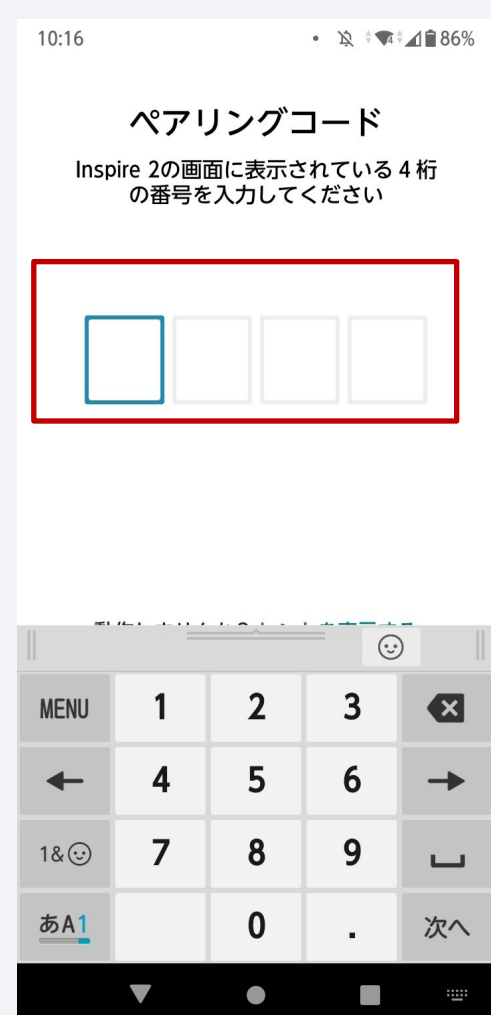 10:16 86%
ペアリングコード
Inspire 2の画面に表示されている 4 桁
の番号を入力してください
MENU 1 2 3
4 5 6
1& 7 8 9
あA1 0 . 次へ